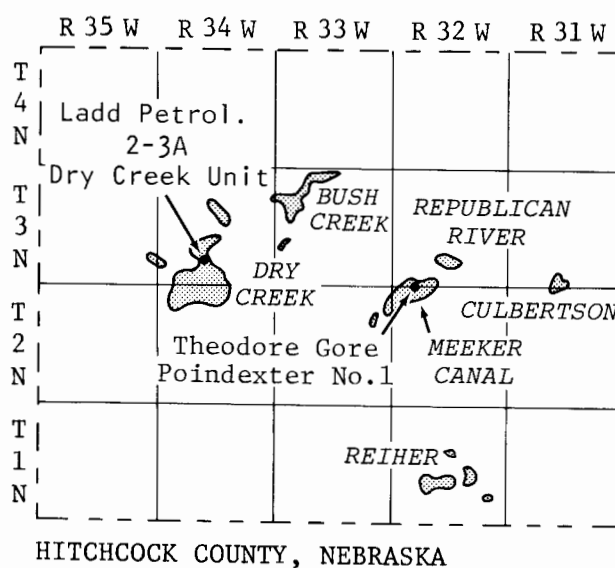 R 35 W R 34 W R 33 W R 32 W R 31 W
T
4
N
Ladd Petrol.
2-3A
Dry Creek Unit
T
3
N
BUSH
CREEK
REPUBLICAN
RIVER
DRY
CREEK
CULBERTSON
T
2
N
Theodore Gore
Poindexter No.1
MEEKER
CANAL
T
1
N
REIHER
HITCHCOCK COUNTY, NEBRASKA